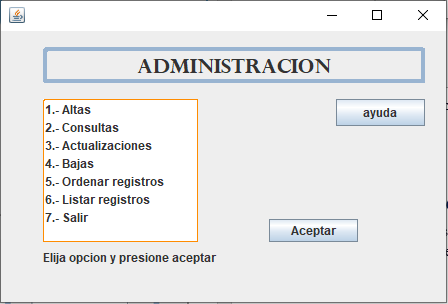 ADMINISTRACION
1.- Altas
2.- Consultas
3.- Actualizaciones
4.- Bajas
5.- Ordenar registros
6.- Listar registros
7.- Salir
ayuda
Aceptar
Elija opcion y presione aceptar